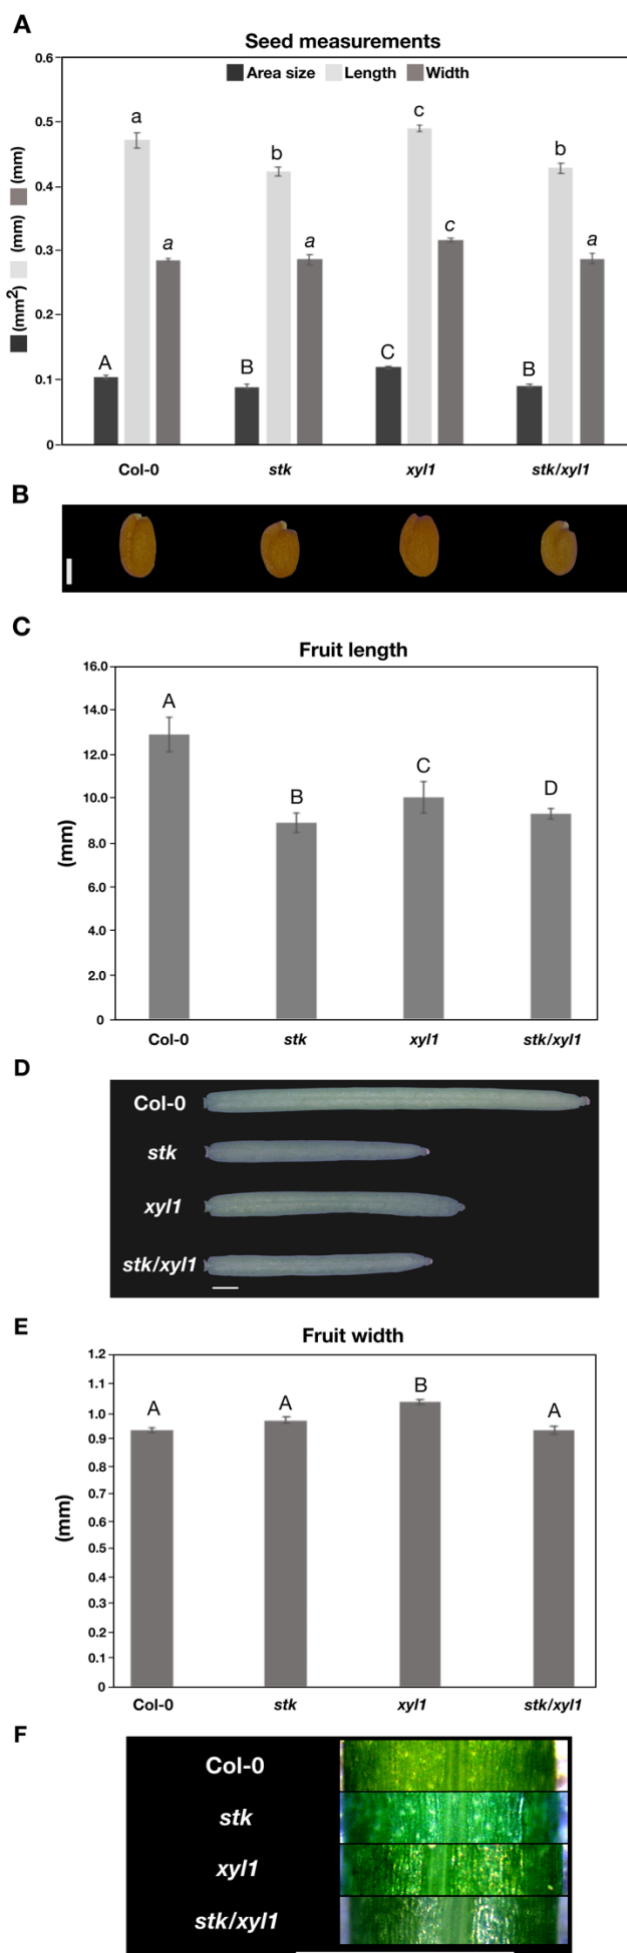 A
Seed measurements
Area size Length Width
(mm²) (mm) (mm)
0.6
0.5
0.4
0.3
0.2
0.1
0
A a a
B b a
C c c
B b a
Col-0 stk xyl1 stk/xyl1
B
C
Fruit length
(mm)
16.0
14.0
12.0
10.0
8.0
6.0
4.0
2.0
0
A B C D
Col-0 stk xyl1 stk/xyl1
D
Col-0
stk
xyl1
stk/xyl1
E
Fruit width
(mm)
1.2
1.1
1.0
0.9
0.8
0.7
0.6
0.5
0.4
0.3
0.2
0.1
0
A A B A
Col-0 stk xyl1 stk/xyl1
F
Col-0
stk
xyl1
stk/xyl1